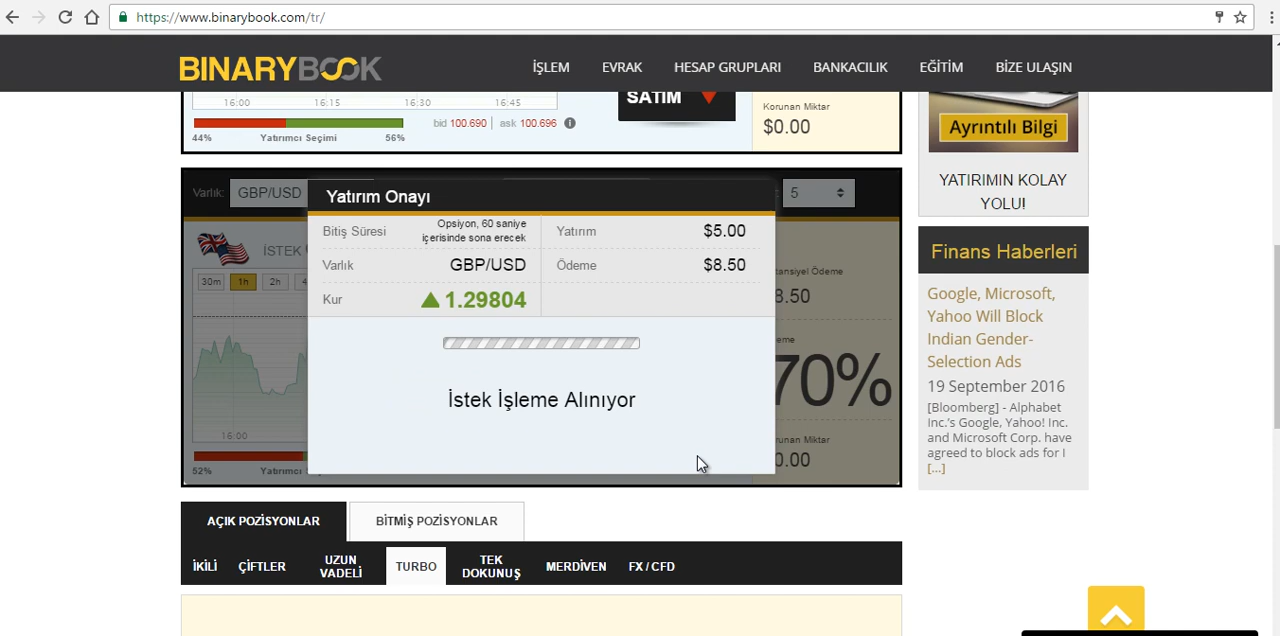 https://www.binarybook.com/tr/
BINARYBOOK
İŞLEM
EVRAK
HESAP GRUPLARI
BANKACILIK
EĞİTİM
BİZE ULAŞIN
16:00 16:15 16:30 16:45
44% Yatırımcı Seçimi 56%
bid 100.690 | ask 100.696
SATIM
Korunan Miktar
$0.00
Ayrıntılı Bilgi
YATIRIMIN KOLAY
YOLU!
Varlık: GBP/USD
5
Yatırım Onayı
Bitiş Süresi
Opsiyon, 60 saniye
içerisinde sona erecek
Yatırım $5.00
Varlık GBP/USD
Ödeme $8.50
Kur 1.29804
İstek İşleme Alınıyor
İSTEK
30m 1h 2h
16:00
52%
70%
Finans Haberleri
Google, Microsoft,
Yahoo Will Block
Indian Gender-
Selection Ads
19 September 2016
[Bloomberg] - Alphabet
Inc.'s Google, Yahoo! Inc.
and Microsoft Corp. have
agreed to block ads for I
[...]
AÇIK POZİSYONLAR
BİTMİŞ POZİSYONLAR
İKİLİ
ÇİFTLER
UZUN
VADELİ
TURBO
TEK
DOKUNUŞ
MERDİVEN
FX / CFD